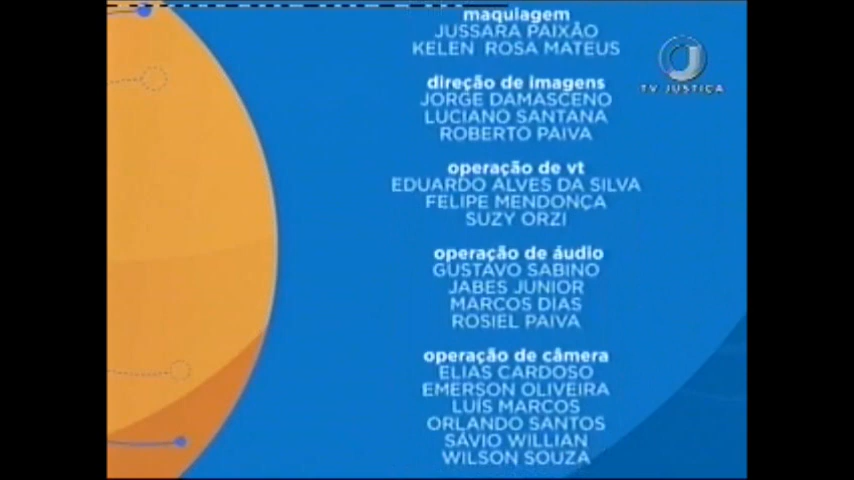 maquiagem
JUSSARA PAIXÃO
KELEN ROSA MATEUS
TV JUSTIÇA
direção de imagens
JORGE DAMASCENO
LUCIANO SANTANA
ROBERTO PAIVA
operação de vt
EDUARDO ALVES DA SILVA
FELIPE MENDONÇA
SUZY ORZI
operação de áudio
GUSTAVO SABINO
JABES JUNIOR
MARCOS DIAS
ROSIEL PAIVA
operação de câmera
ELIAS CARDOSO
EMERSON OLIVEIRA
LUÍS MARCOS
ORLANDO SANTOS
SÁVIO WILLIAN
WILSON SOUZA